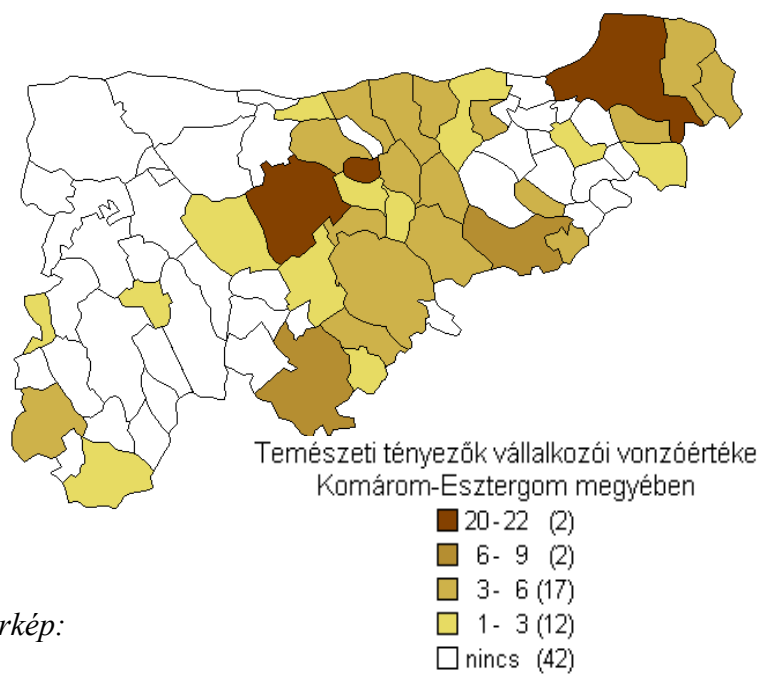 Temészeti tényezők vállalkozói vonzóértéke
Komárom-Esztergom megyében
20-22 (2)
6- 9 (2)
3- 6 (17)
1- 3 (12)
nincs (42)
rkép: